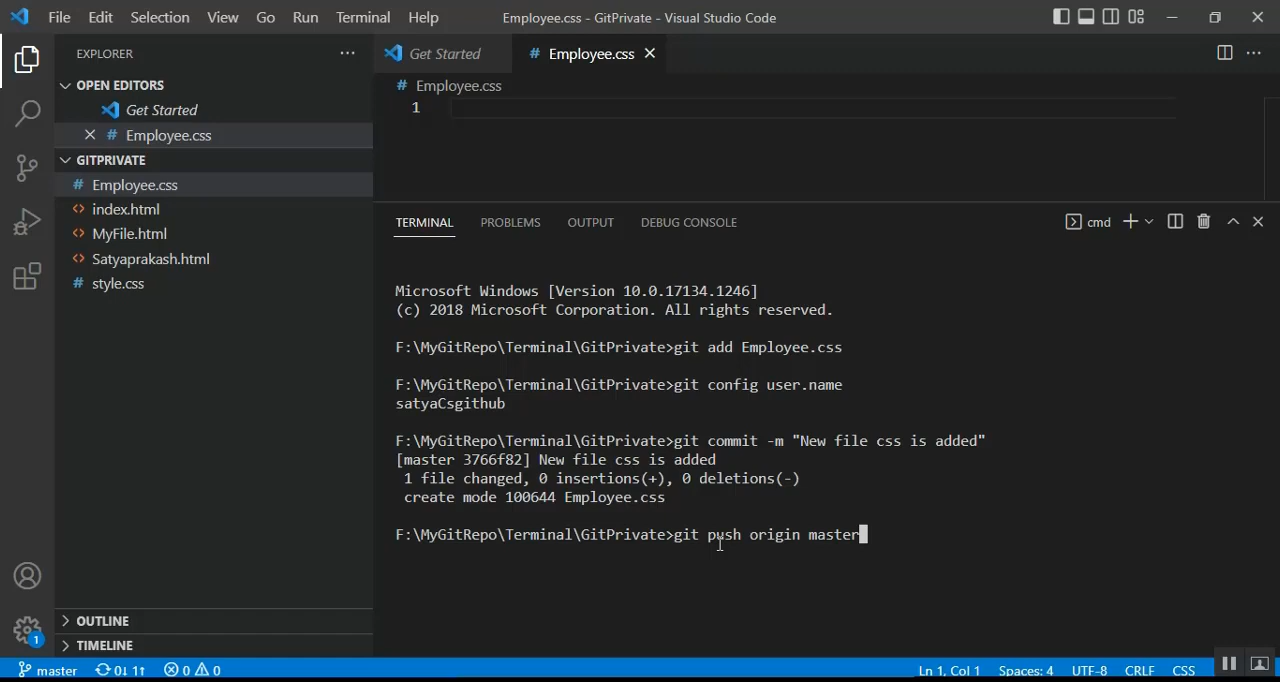 File Edit Selection View Go Run Terminal Help Employee.css - GitPrivate - Visual Studio Code
EXPLORER
OPEN EDITORS
Get Started
Employee.css
GITPRIVATE
Employee.css
index.html
MyFile.html
Satyaprakash.html
style.css
OUTLINE
TIMELINE
Get Started # Employee.css
# Employee.css
1
TERMINAL PROBLEMS OUTPUT DEBUG CONSOLE cmd
Microsoft Windows [Version 10.0.17134.1246]
(c) 2018 Microsoft Corporation. All rights reserved.
F:\MyGitRepo\Terminal\GitPrivate>git add Employee.css
F:\MyGitRepo\Terminal\GitPrivate>git config user.name
satyaCsgithub
F:\MyGitRepo\Terminal\GitPrivate>git commit -m "New file css is added"
[master 3766f82] New file css is added
1 file changed, 0 insertions(+), 0 deletions(-)
create mode 100644 Employee.css
F:\MyGitRepo\Terminal\GitPrivate>git push origin master
1
master 0↓ 1↑ 0 0 Ln 1, Col 1 Spaces: 4 UTF-8 CRLF CSS